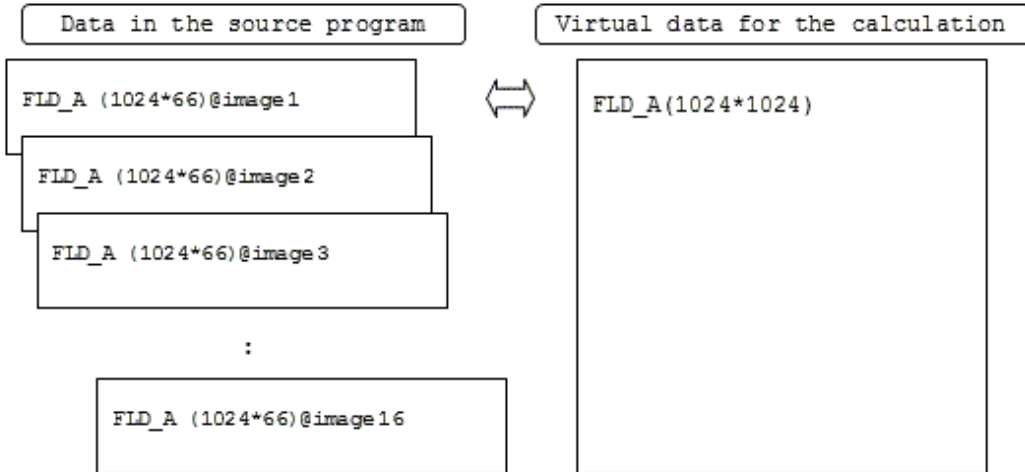 Data in the source program
Virtual data for the calculation
FLD_A (1024*66)@image1
FLD_A(1024*1024)
FLD_A (1024*66)@image2
FLD_A (1024*66)@image3
:
FLD_A (1024*66)@image16